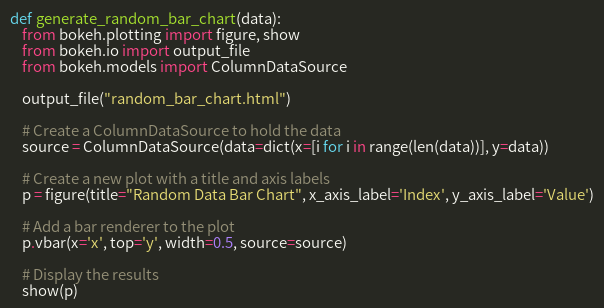 def generate_random_bar_chart(data):
    from bokeh.plotting import figure, show
    from bokeh.io import output_file
    from bokeh.models import ColumnDataSource

    output_file("random_bar_chart.html")

    # Create a ColumnDataSource to hold the data
    source = ColumnDataSource(data=dict(x=[i for i in range(len(data))], y=data))

    # Create a new plot with a title and axis labels
    p = figure(title="Random Data Bar Chart", x_axis_label='Index', y_axis_label='Value')

    # Add a bar renderer to the plot
    p.vbar(x='x', top='y', width=0.5, source=source)

    # Display the results
    show(p)